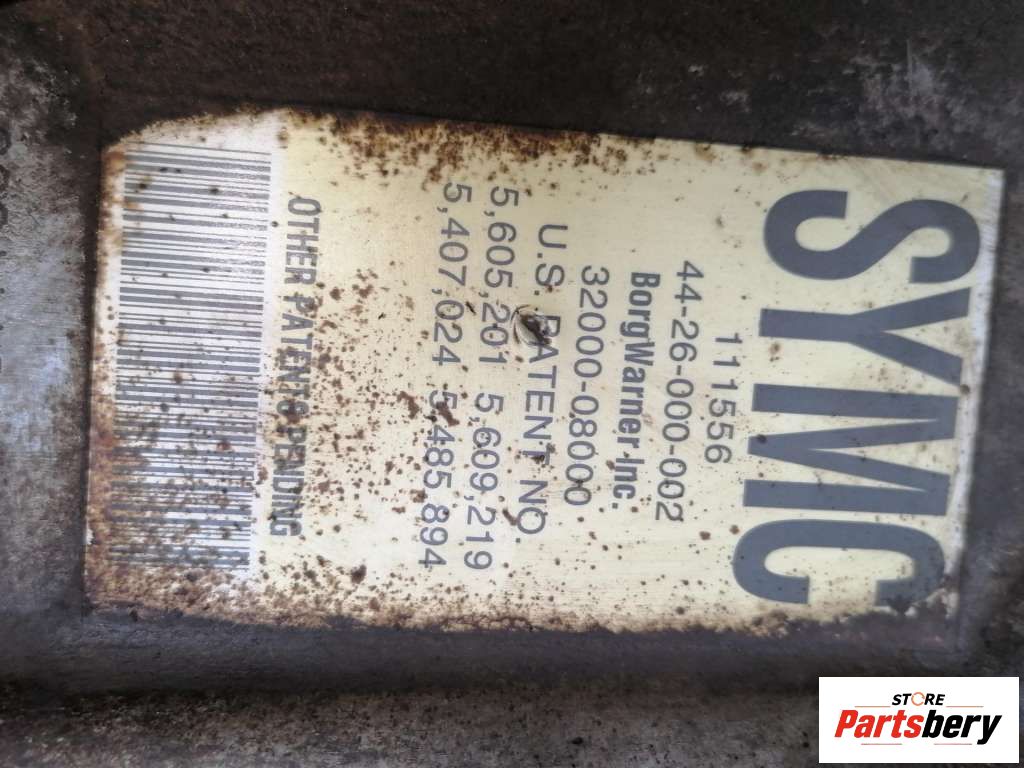 SYMC
111556
44-26-000-002
BorgWarner Inc.
32000-08000
U.S. PATENT NO.
5,605,201 5,609,219
5,407,024 5,485,894
OTHER PATENTS PENDING
STORE
Partsbery